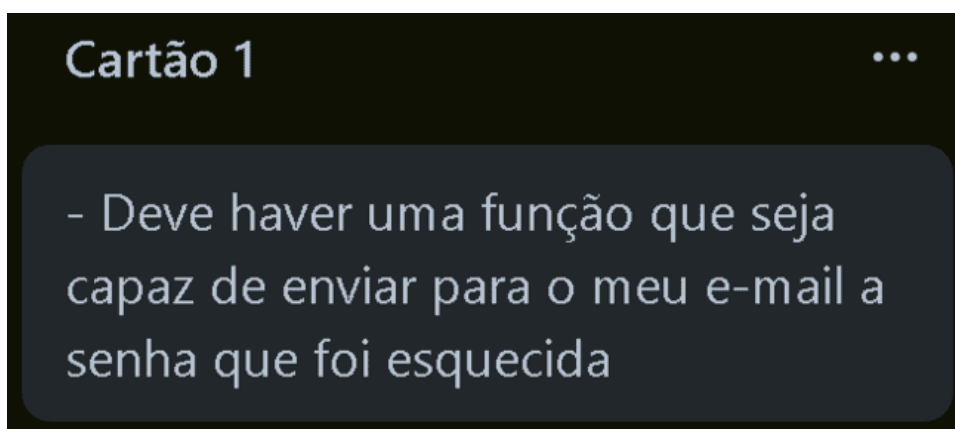 Cartão 1
- Deve haver uma função que seja
capaz de enviar para o meu e-mail a
senha que foi esquecida